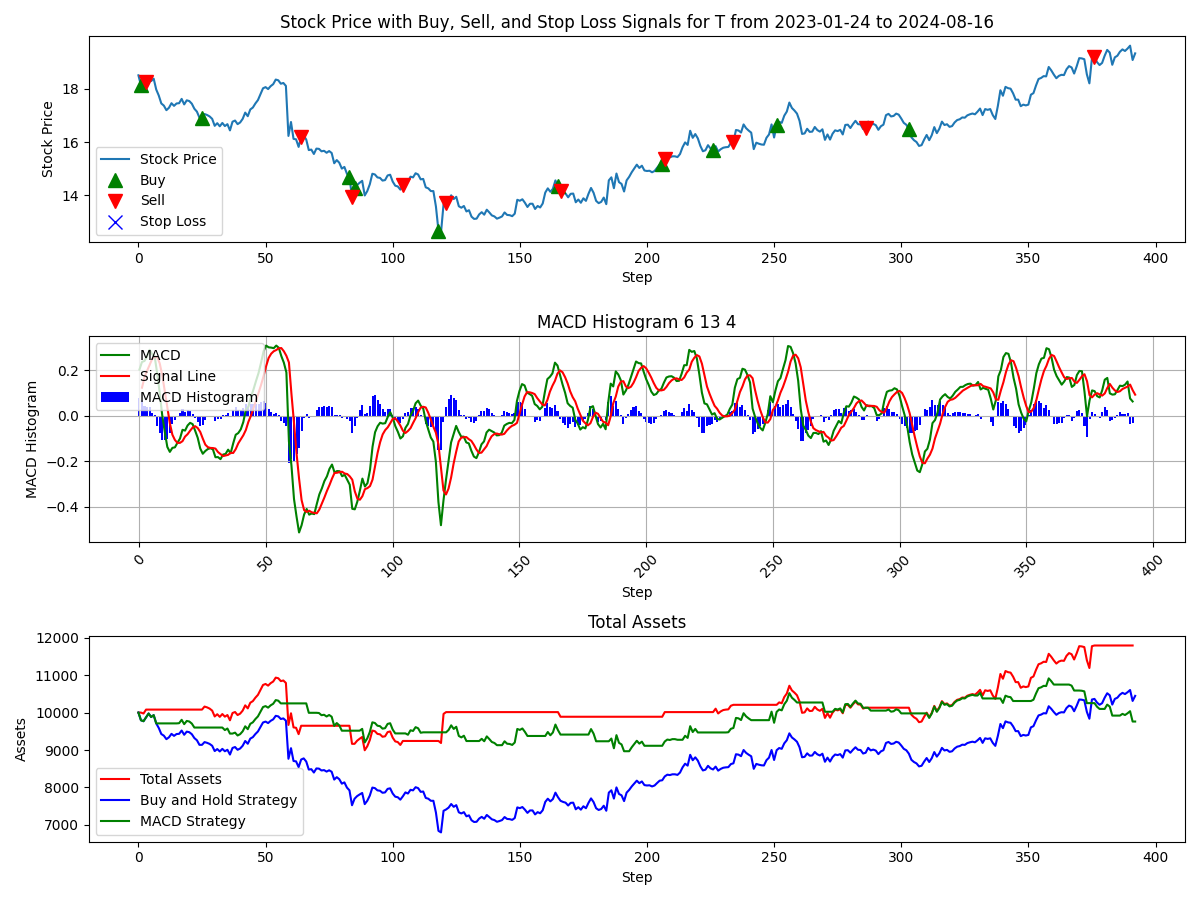 Stock Price with Buy, Sell, and Stop Loss Signals for T from 2023-01-24 to 2024-08-16
Stock Price
18
16
14
Stock Price
Buy
Sell
Stop Loss
0 50 100 150 200 250 300 350 400
Step
MACD Histogram 6 13 4
MACD Histogram
0.2
0.0
−0.2
−0.4
MACD
Signal Line
MACD Histogram
0 50 100 150 200 250 300 350 400
Step
Total Assets
Assets
12000
11000
10000
9000
8000
7000
Total Assets
Buy and Hold Strategy
MACD Strategy
0 50 100 150 200 250 300 350 400
Step